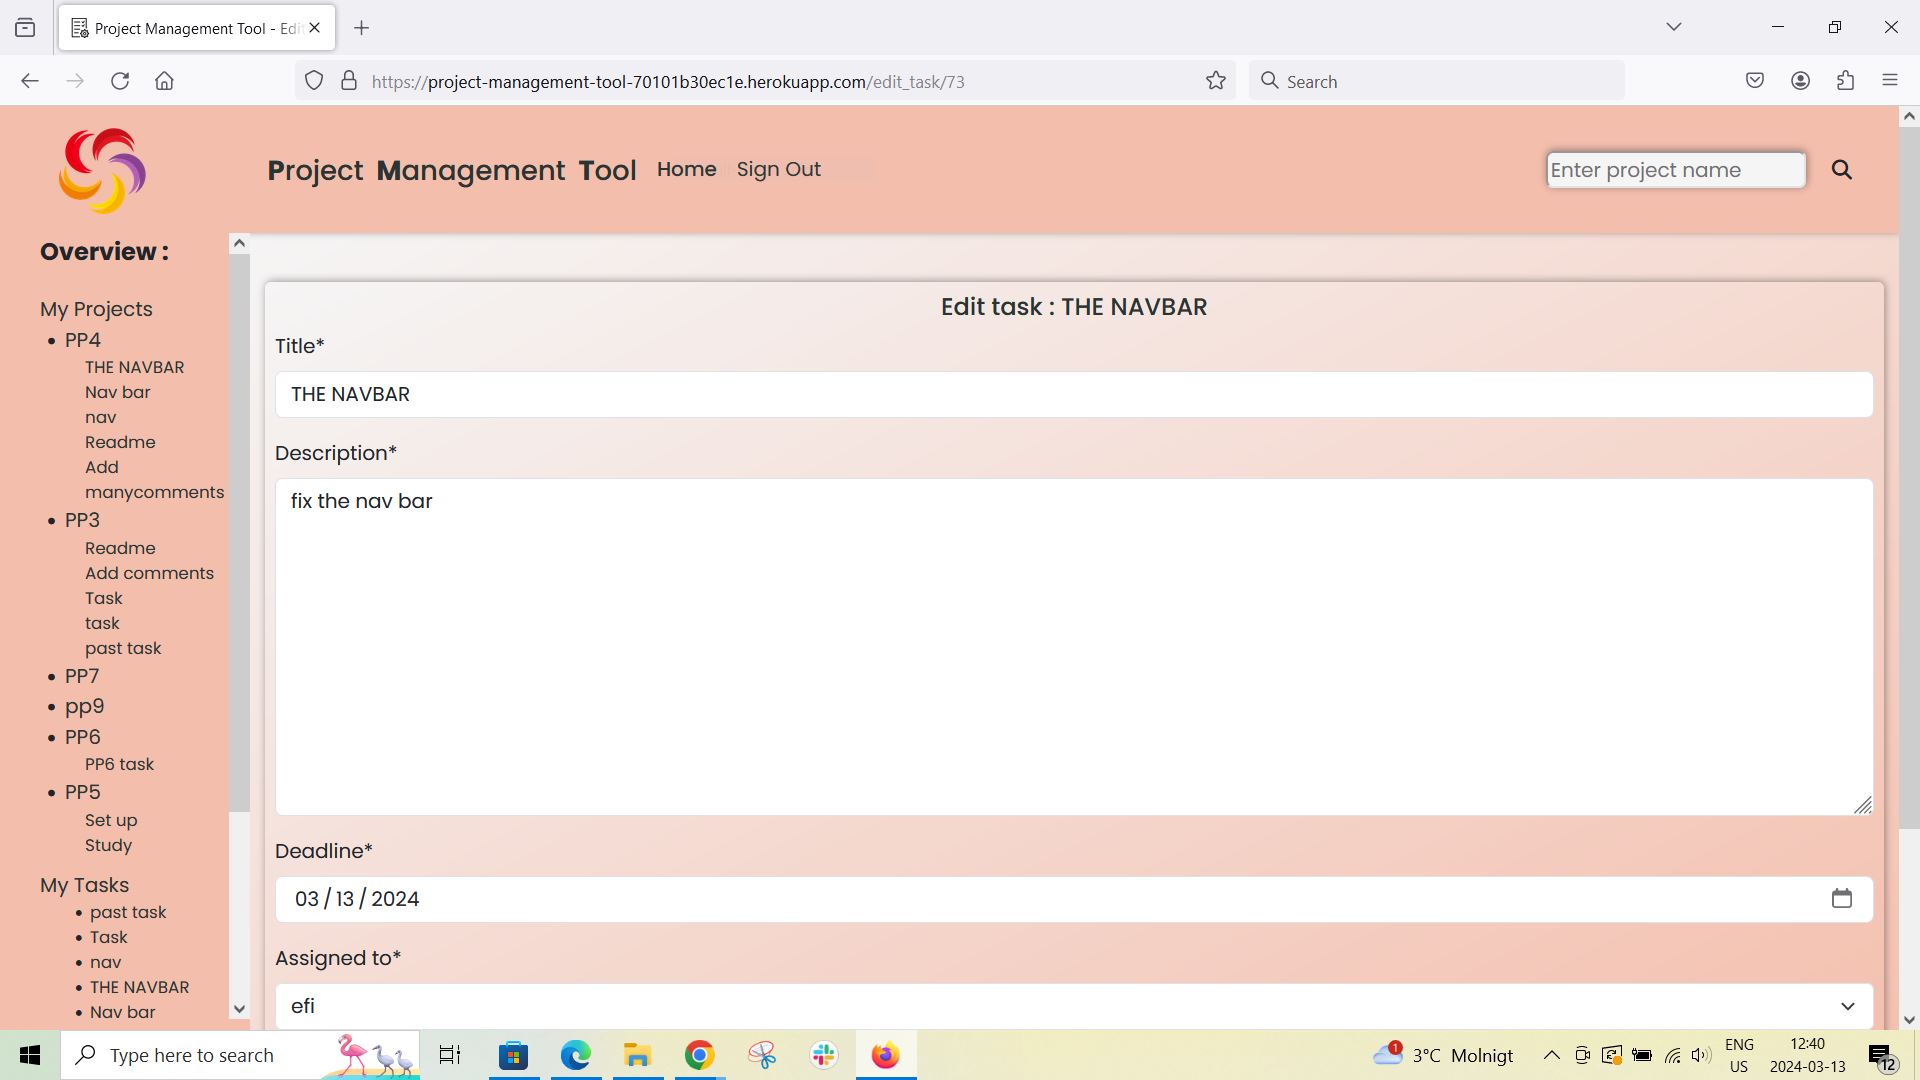 Project Management Tool - Edi
https://project-management-tool-70101b30ec1e.herokuapp.com/edit_task/73
Search
Project Management Tool
Home
Sign Out
Enter project name
Overview :
My Projects
PP4
THE NAVBAR
Nav bar
nav
Readme
Add
manycomments
PP3
Readme
Add comments
Task
task
past task
PP7
pp9
PP6
PP6 task
PP5
Set up
Study
My Tasks
past task
Task
nav
THE NAVBAR
Nav bar
Edit task : THE NAVBAR
Title*
THE NAVBAR
Description*
fix the nav bar
Deadline*
03 / 13 / 2024
Assigned to*
efi
Type here to search
1
3°C Molnigt
ENG
US
12:40
2024-03-13
12